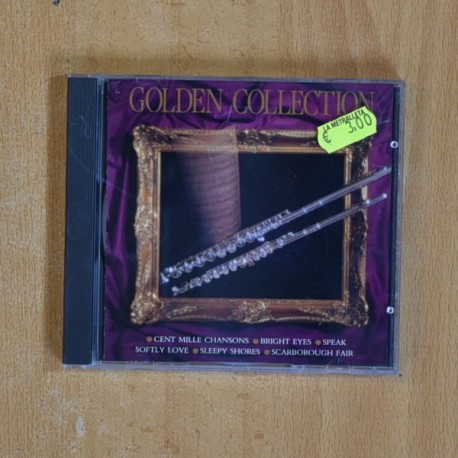 GOLDEN COLLECTION
LA METRALLETA
€ 3,00
CENT MILLE CHANSONS BRIGHT EYES SPEAK
SOFTLY LOVE SLEEPY SHORES SCARBOROUGH FAIR